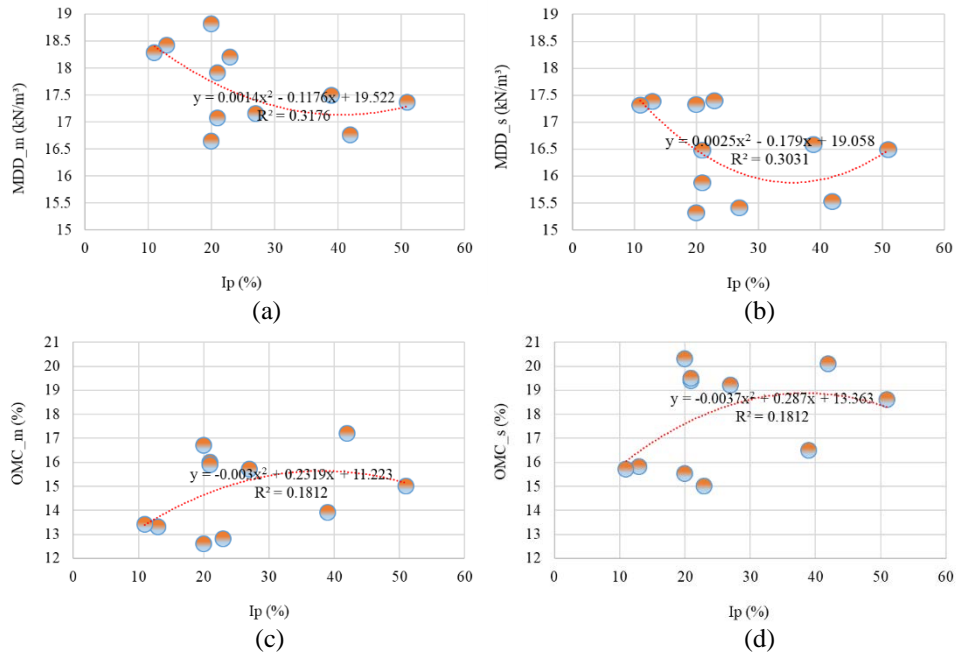 19
18.5
18
17.5
17
16.5
16
15.5
15
MDD_m (kN/m³)
y = 0.0014x² - 0.1176x + 19.522
R² = 0.3176
0 10 20 30 40 50 60
Ip (%)
(a)
19
18.5
18
17.5
17
16.5
16
15.5
15
MDD_s (kN/m³)
y = 0.0025x² - 0.179x + 19.058
R² = 0.3031
0 10 20 30 40 50 60
Ip (%)
(b)
21
20
19
18
17
16
15
14
13
12
OMC_m (%)
y = -0.003x² + 0.2319x + 11.223
R² = 0.1812
0 10 20 30 40 50 60
Ip (%)
(c)
21
20
19
18
17
16
15
14
13
12
OMC_s (%)
y = -0.0037x² + 0.287x + 13.363
R² = 0.1812
0 10 20 30 40 50 60
Ip (%)
(d)